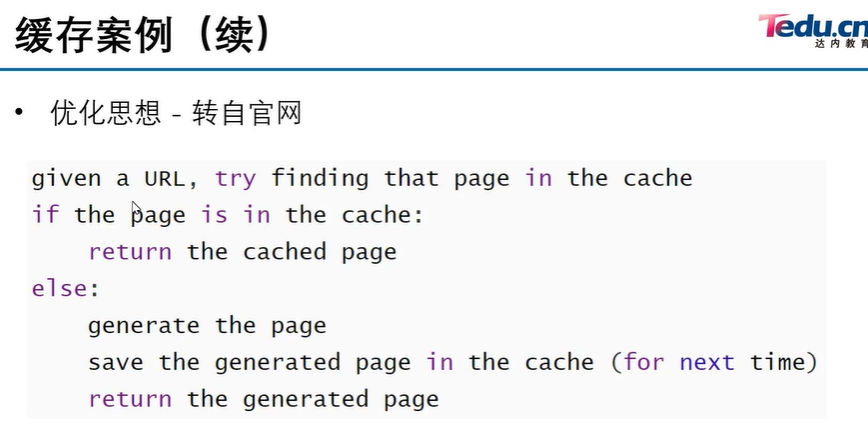 缓存案例（续）
Tedu.cn
达内教育
• 优化思想 - 转自官网
given a URL, try finding that page in the cache
if the page is in the cache:
    return the cached page
else:
    generate the page
    save the generated page in the cache (for next time)
    return the generated page